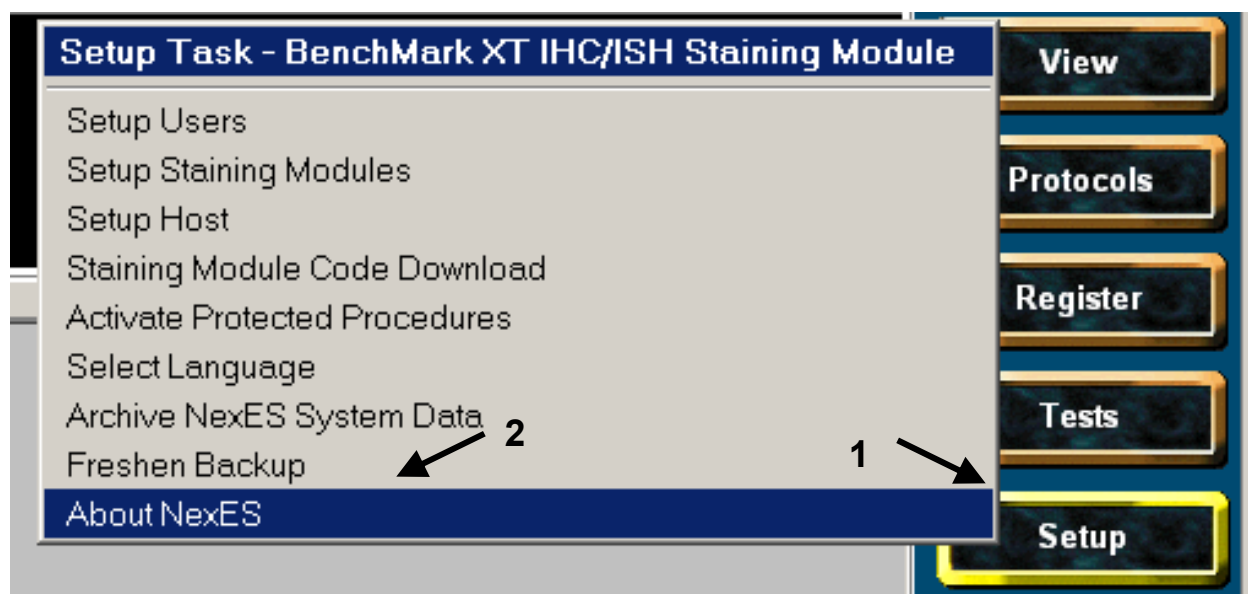 Setup Task - BenchMark XT IHC/ISH Staining Module
Setup Users
Setup Staining Modules
Setup Host
Staining Module Code Download
Activate Protected Procedures
Select Language
Archive NexES System Data
Freshen Backup
About NexES
2
1
View
Protocols
Register
Tests
Setup